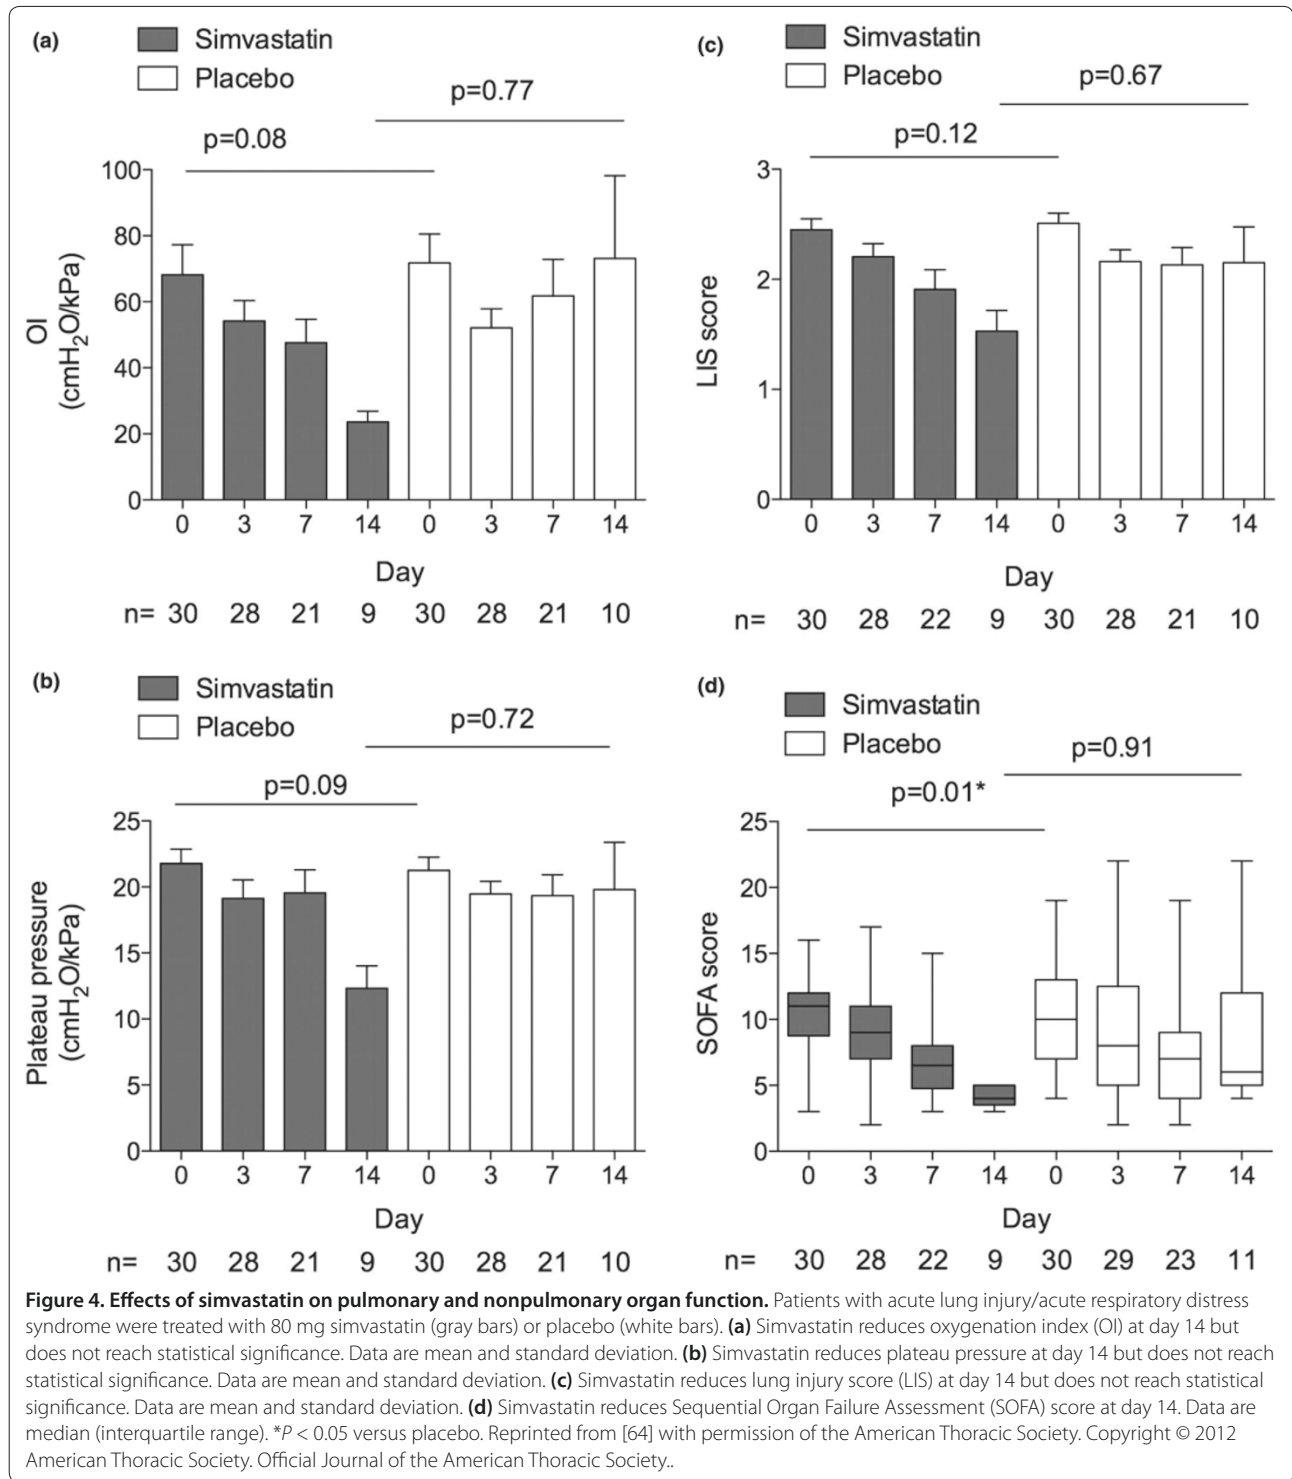 (a)
Simvastatin
Placebo
p=0.77
p=0.08
100
80
60
40
20
0
OI
(cmH2O/kPa)
0 3 7 14 0 3 7 14
Day
n= 30 28 21 9 30 28 21 10
(c)
Simvastatin
Placebo
p=0.67
p=0.12
3
2
1
0
LIS score
0 3 7 14 0 3 7 14
Day
n= 30 28 22 9 30 28 21 10
(b)
Simvastatin
Placebo
p=0.72
p=0.09
25
20
15
10
5
0
Plateau pressure
(cmH2O/kPa)
0 3 7 14 0 3 7 14
Day
n= 30 28 21 9 30 28 21 10
(d)
Simvastatin
Placebo
p=0.91
p=0.01*
25
20
15
10
5
0
SOFA score
0 3 7 14 0 3 7 14
Day
n= 30 28 22 9 30 29 23 11
Figure 4. Effects of simvastatin on pulmonary and nonpulmonary organ function. Patients with acute lung injury/acute respiratory distress
syndrome were treated with 80 mg simvastatin (gray bars) or placebo (white bars). (a) Simvastatin reduces oxygenation index (OI) at day 14 but
does not reach statistical significance. Data are mean and standard deviation. (b) Simvastatin reduces plateau pressure at day 14 but does not reach
statistical significance. Data are mean and standard deviation. (c) Simvastatin reduces lung injury score (LIS) at day 14 but does not reach statistical
significance. Data are mean and standard deviation. (d) Simvastatin reduces Sequential Organ Failure Assessment (SOFA) score at day 14. Data are
median (interquartile range). *P < 0.05 versus placebo. Reprinted from [64] with permission of the American Thoracic Society. Copyright © 2012
American Thoracic Society. Official Journal of the American Thoracic Society..